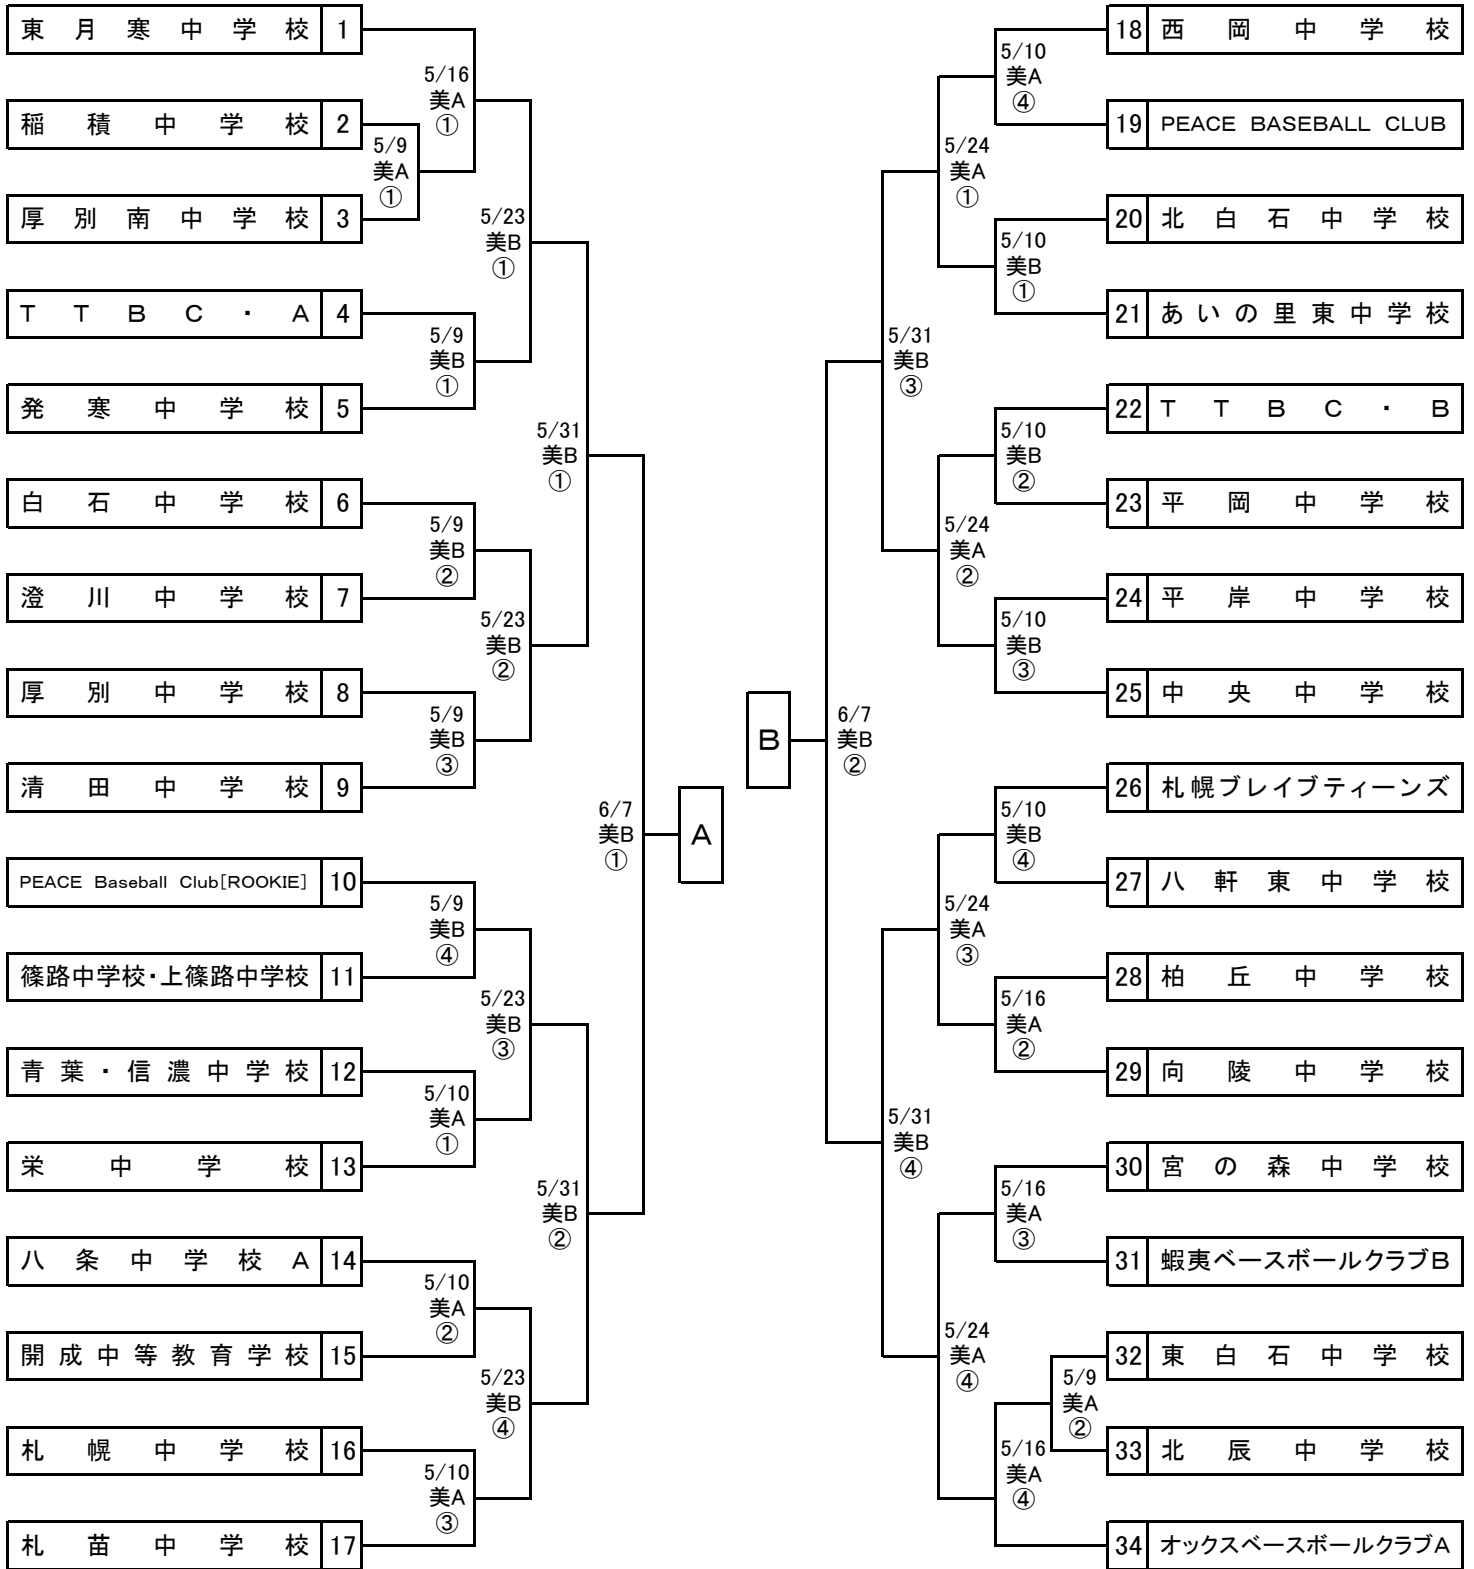 東月寒中学校 1
稲積中学校 2
厚別南中学校 3
TTBC・A 4
発寒中学校 5
白石中学校 6
澄川中学校 7
厚別中学校 8
清田中学校 9
PEACE Baseball Club[ROOKIE] 10
篠路中学校・上篠路中学校 11
青葉・信濃中学校 12
栄中学校 13
八条中学校A 14
開成中等教育学校 15
札幌中学校 16
札苗中学校 17
5/9
美A
①
5/16
美A
①
5/9
美B
①
5/9
美B
②
5/9
美B
③
5/9
美B
④
5/10
美A
①
5/10
美A
②
5/10
美A
③
5/23
美B
①
5/23
美B
②
5/23
美B
③
5/23
美B
④
5/31
美B
①
5/31
美B
②
6/7
美B
①
A
B
6/7
美B
②
5/31
美B
③
5/31
美B
④
5/24
美A
①
5/24
美A
②
5/24
美A
③
5/24
美A
④
5/10
美A
④
5/10
美B
①
5/10
美B
②
5/10
美B
③
5/10
美B
④
5/16
美A
②
5/16
美A
③
5/16
美A
④
5/9
美A
②
18 西岡中学校
19 PEACE BASEBALL CLUB
20 北白石中学校
21 あいの里東中学校
22 TTBC・B
23 平岡中学校
24 平岸中学校
25 中央中学校
26 札幌ブレイブティーンズ
27 八軒東中学校
28 柏丘中学校
29 向陵中学校
30 宮の森中学校
31 蝦夷ベースボールクラブB
32 東白石中学校
33 北辰中学校
34 オックスベースボールクラブA